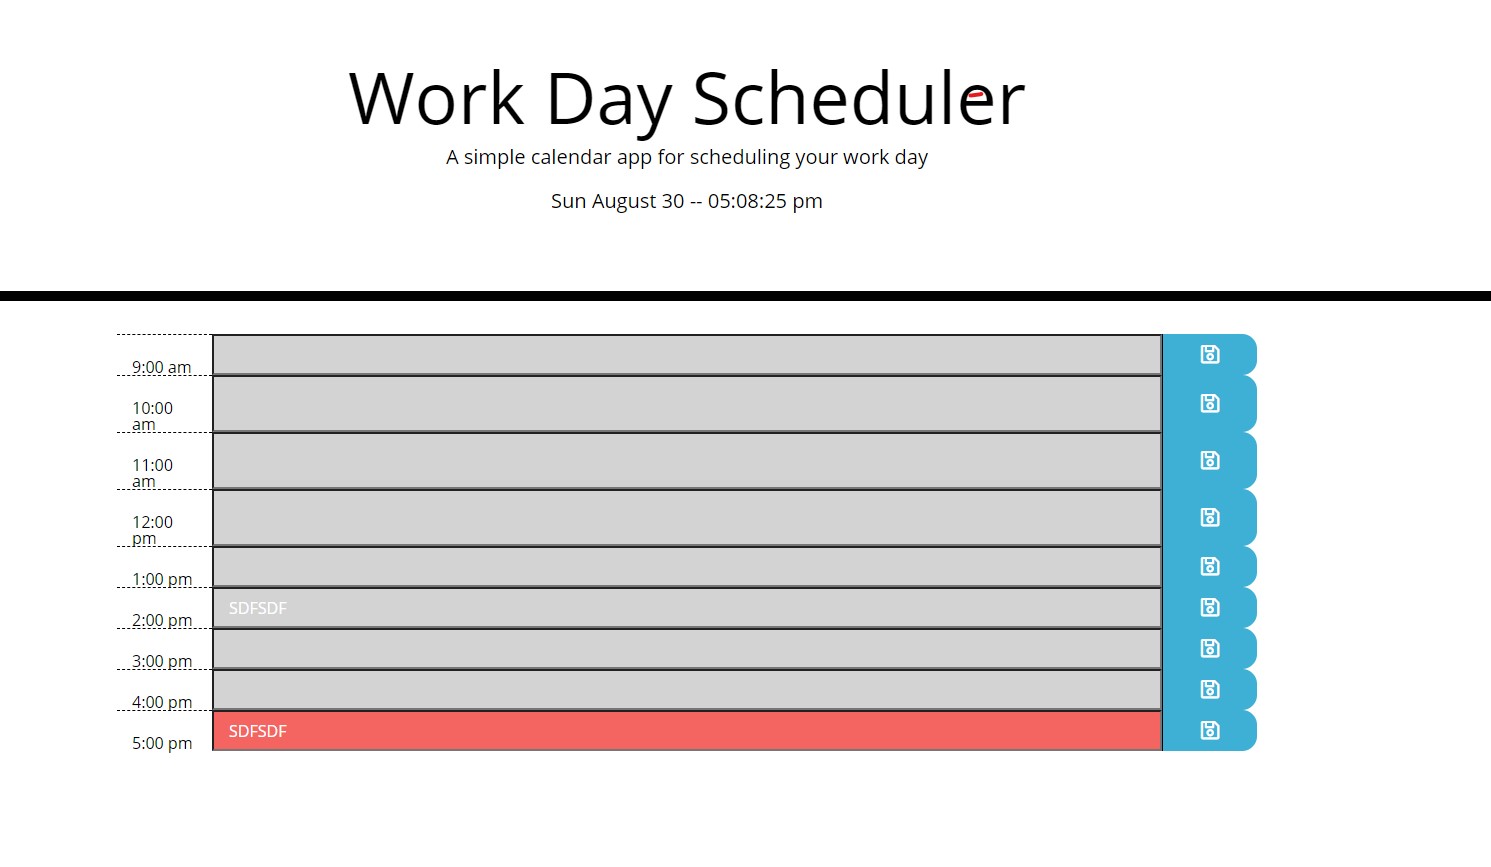 Work Day Scheduler
A simple calendar app for scheduling your work day
Sun August 30 -- 05:08:25 pm
9:00 am
10:00
am
11:00
am
12:00
pm
1:00 pm
SDFSDF
2:00 pm
3:00 pm
4:00 pm
SDFSDF
5:00 pm